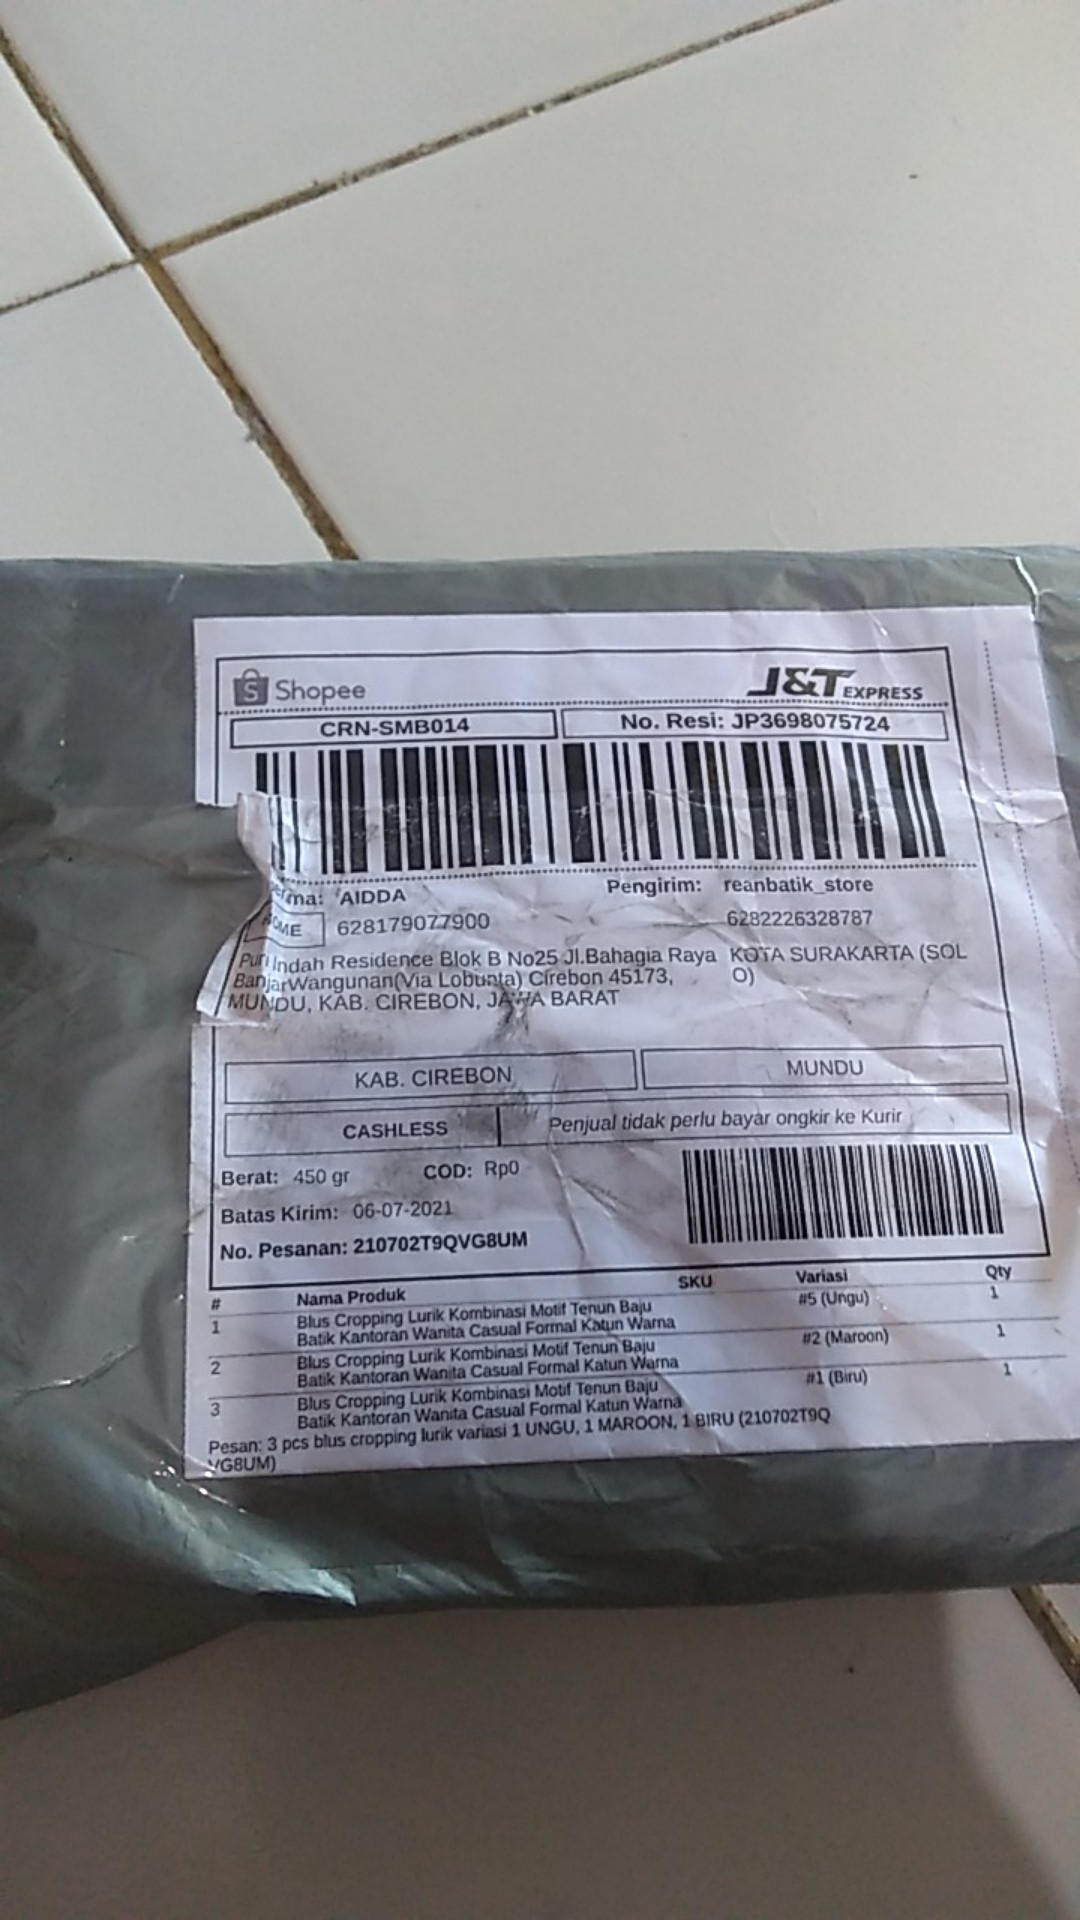 Shopee
J&T EXPRESS
CRN-SMB014
No. Resi: JP3698075724
ma: AIDDA
Pengirim: reanbatik_store
OME
628179077900
6282226328787
Puri Indah Residence Blok B No25 Jl.Bahagia Raya
BanjarWangunan(Via Lobunta) Cirebon 45173,
MUNDU, KAB. CIREBON, JAWA BARAT
KOTA SURAKARTA (SOL
O)
KAB. CIREBON
MUNDU
CASHLESS
Penjual tidak perlu bayar ongkir ke Kurir
Berat: 450 gr
COD: Rp0
Batas Kirim: 06-07-2021
No. Pesanan: 210702T9QVG8UM
# Nama Produk SKU Variasi Qty
1 Blus Cropping Lurik Kombinasi Motif Tenun Baju #5 (Ungu) 1
Batik Kantoran Wanita Casual Formal Katun Warna
2 Blus Cropping Lurik Kombinasi Motif Tenun Baju #2 (Maroon) 1
Batik Kantoran Wanita Casual Formal Katun Warna
3 Blus Cropping Lurik Kombinasi Motif Tenun Baju #1 (Biru) 1
Batik Kantoran Wanita Casual Formal Katun Warna
Pesan: 3 pcs blus cropping lurik variasi 1 UNGU, 1 MAROON, 1 BIRU (210702T9Q
VG8UM)